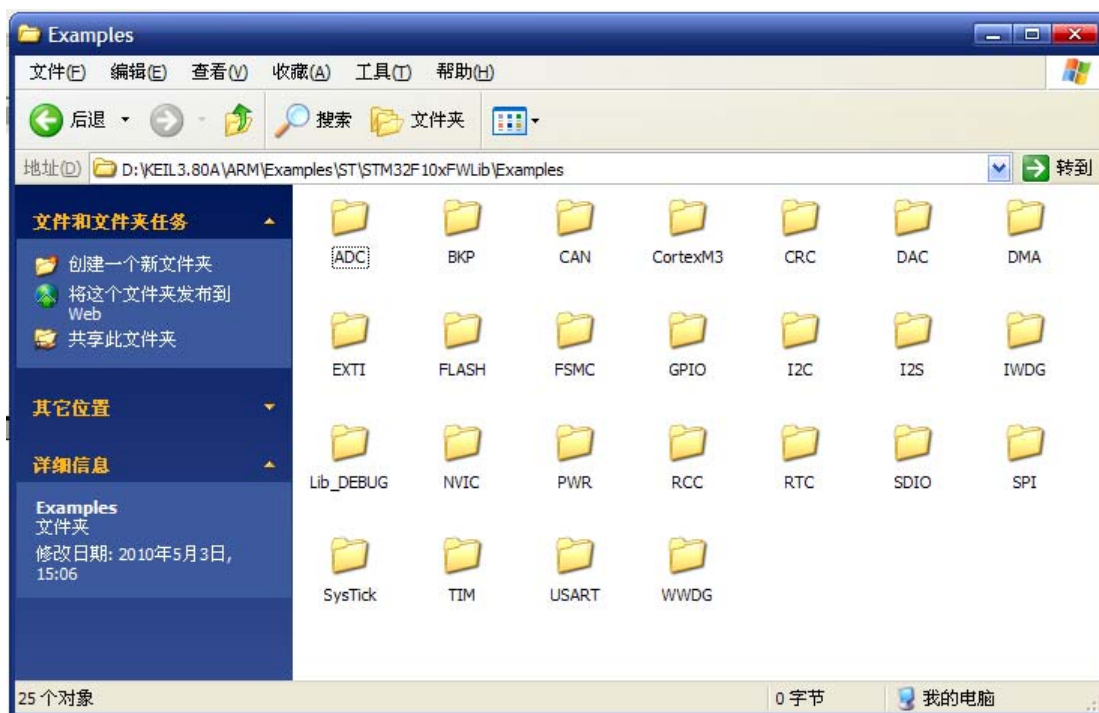 Examples
文件(F) 编辑(E) 查看(V) 收藏(A) 工具(T) 帮助(H)
后退 搜索 文件夹
地址(D) D:\KEIL3.80A\ARM\Examples\ST\STM32F10xFWLib\Examples 转到
文件和文件夹任务
创建一个新文件夹
将这个文件夹发布到
Web
共享此文件夹
其它位置
详细信息
Examples
文件夹
修改日期: 2010年5月3日,
15:06
ADC BKP CAN CortexM3 CRC DAC DMA
EXTI FLASH FSMC GPIO I2C I2S IWDG
Lib_DEBUG NVIC PWR RCC RTC SDIO SPI
SysTick TIM USART WWDG
25 个对象 0 字节 我的电脑